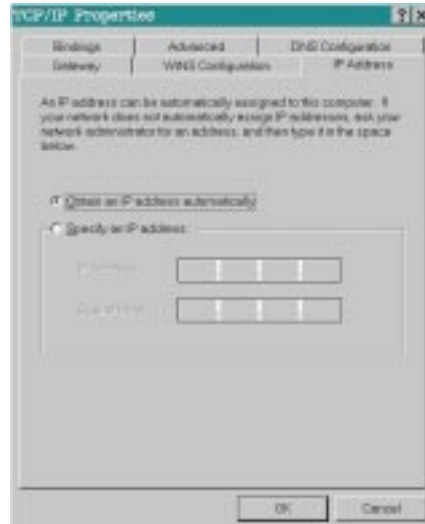 TCP/IP Properties
Bindings Advanced DNS Configuration
Gateway WINS Configuration IP Address
An IP address can be automatically assigned to this computer. If
your network does not automatically assign IP addresses, ask your
network administrator for an address, and then type it in the space
below.
Obtain an IP address automatically
Specify an IP address:
IP Address:
OK Cancel